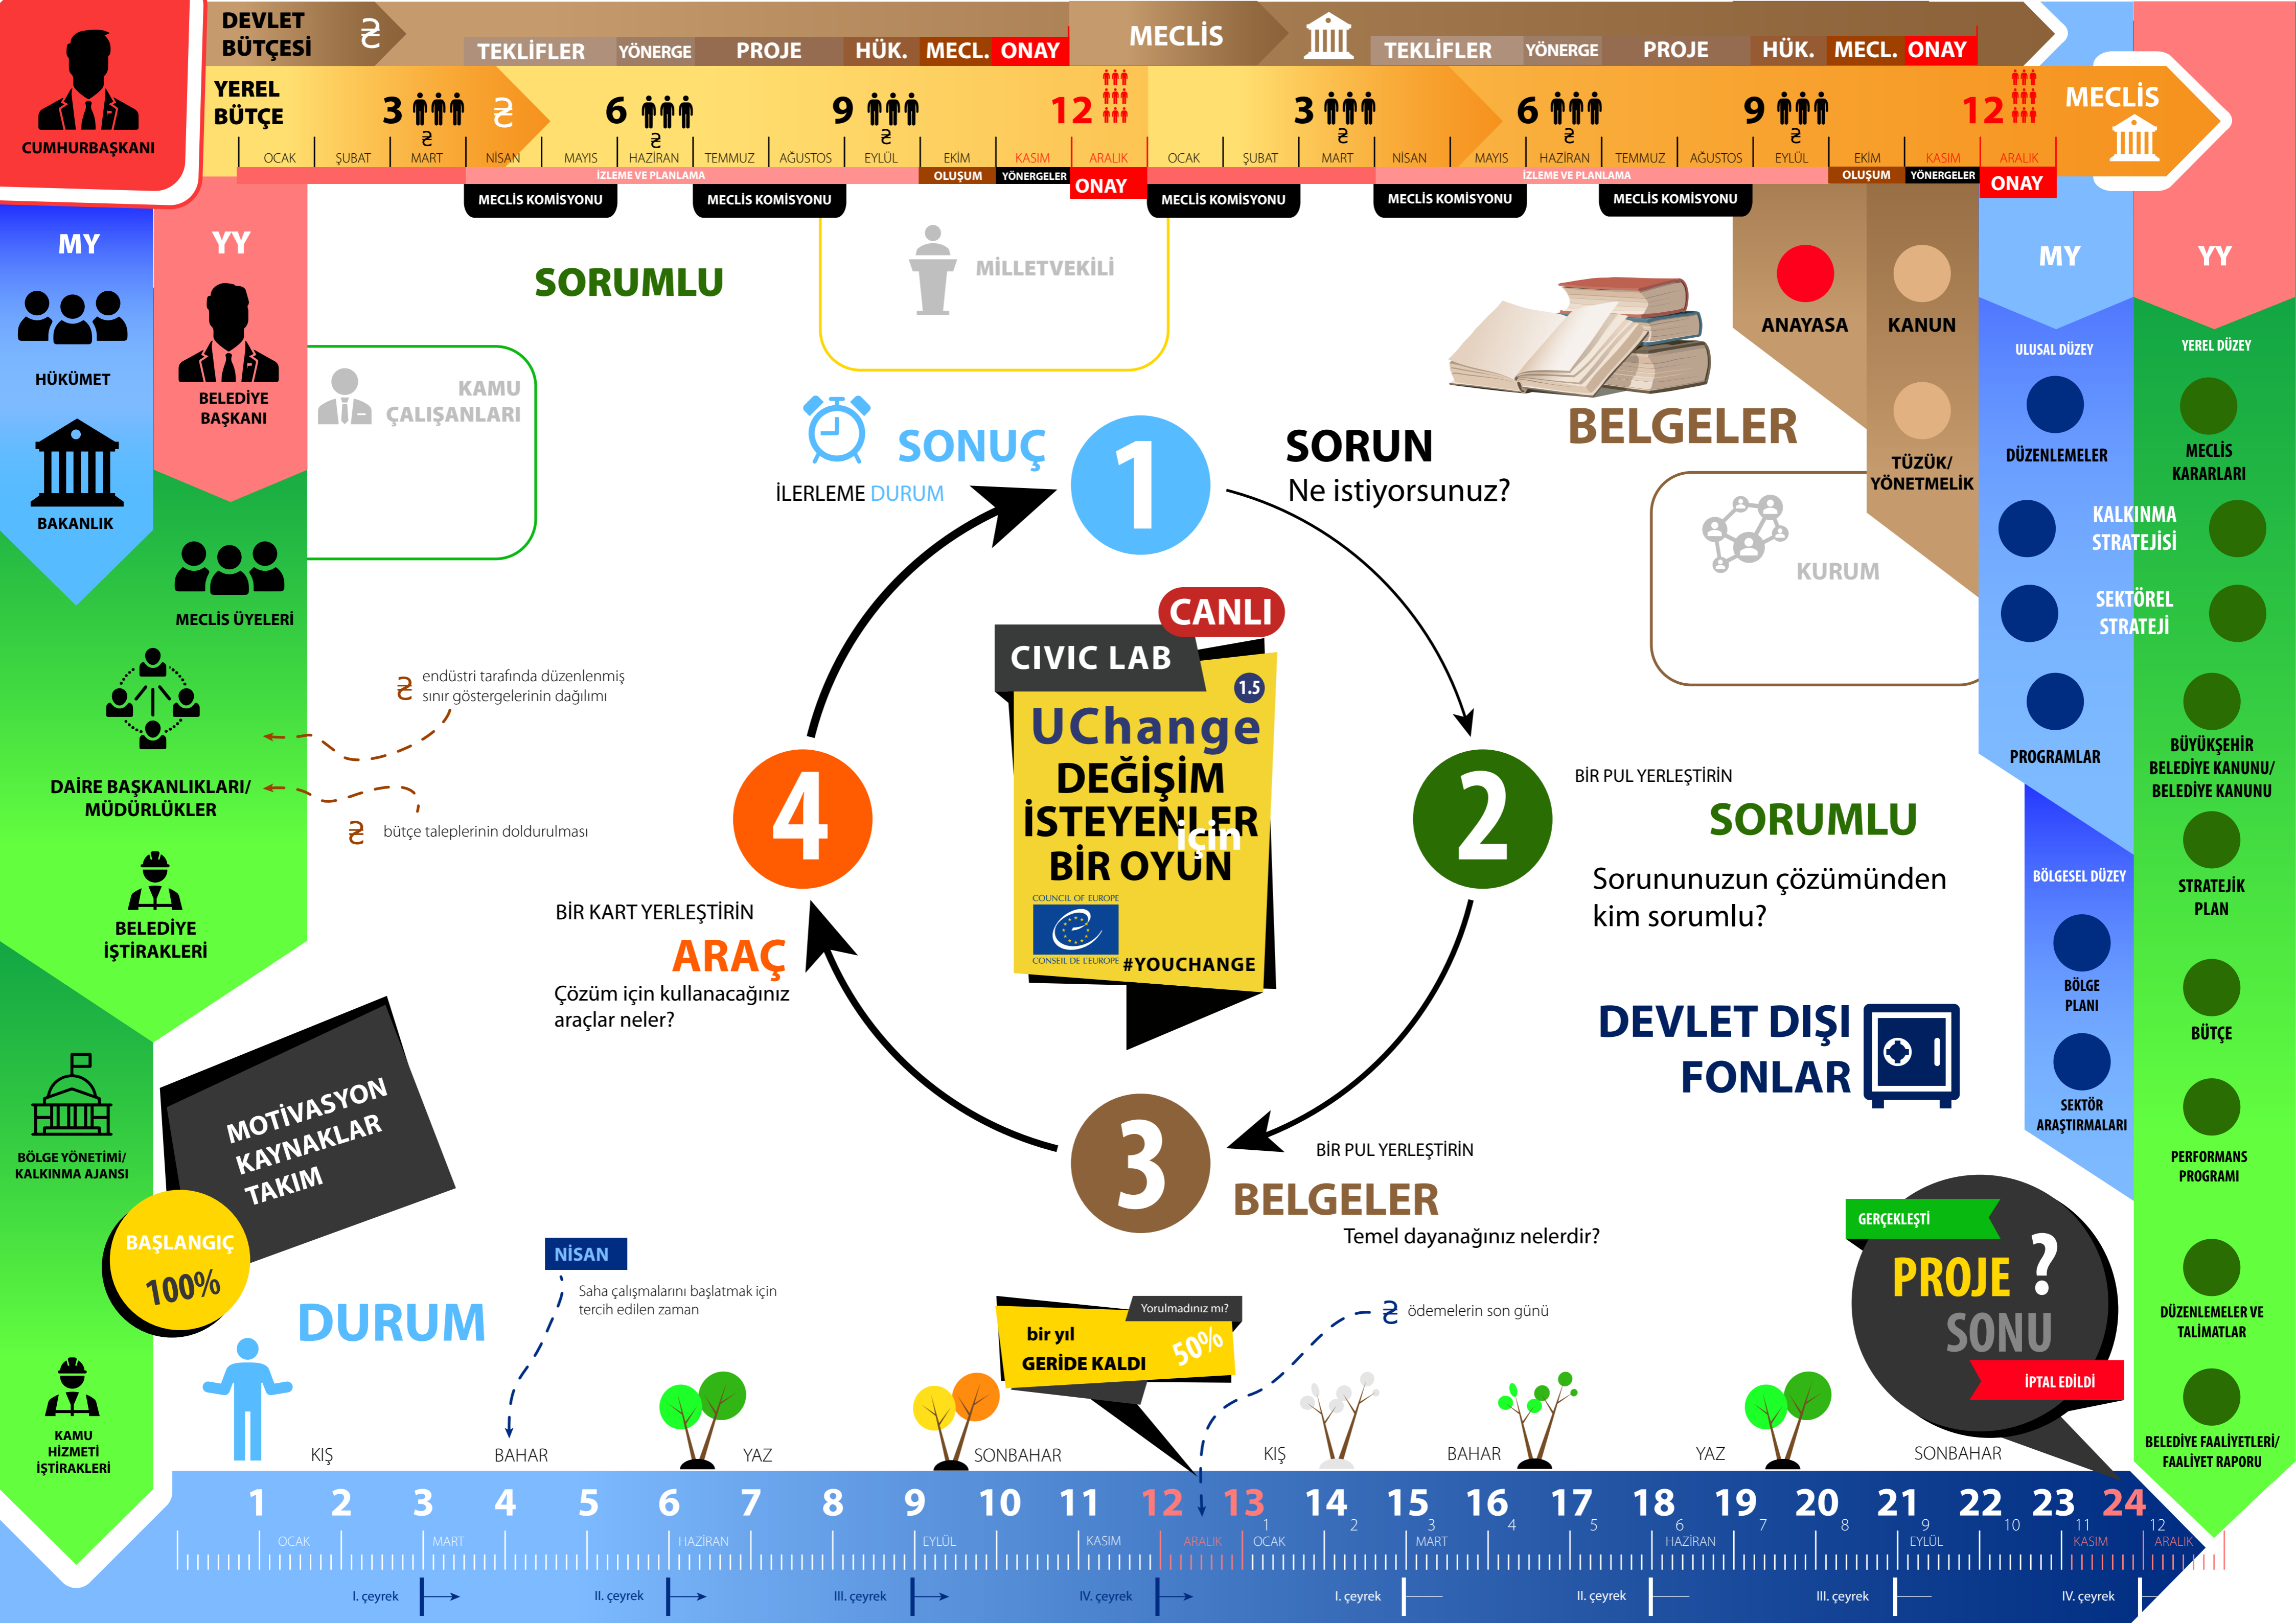 CUMHURBAŞKANI
DEVLET
BÜTÇESİ
₴
TEKLİFLER
YÖNERGE
PROJE
HÜK.
MECL.
ONAY
MECLİS
TEKLİFLER
YÖNERGE
PROJE
HÜK.
MECL.
ONAY
YEREL
BÜTÇE
3
₴
₴
6
₴
9
₴
12
3
₴
6
₴
9
₴
12
MECLİS
OCAK ŞUBAT MART NİSAN MAYIS HAZİRAN TEMMUZ AĞUSTOS EYLÜL EKİM KASIM ARALIK OCAK ŞUBAT MART NİSAN MAYIS HAZİRAN TEMMUZ AĞUSTOS EYLÜL EKİM KASIM ARALIK
İZLEME VE PLANLAMA
OLUŞUM
YÖNERGELER
ONAY
İZLEME VE PLANLAMA
OLUŞUM
YÖNERGELER
ONAY
MECLİS KOMİSYONU
MECLİS KOMİSYONU
MECLİS KOMİSYONU
MECLİS KOMİSYONU
MECLİS KOMİSYONU
MY
HÜKÜMET
BAKANLIK
YY
BELEDİYE
BAŞKANI
MECLİS ÜYELERİ
DAİRE BAŞKANLIKLARI/
MÜDÜRLÜKLER
BELEDİYE
İŞTİRAKLERİ
BÖLGE YÖNETİMİ/
KALKINMA AJANSI
KAMU
HİZMETİ
İŞTİRAKLERİ
SORUMLU
MİLLETVEKİLİ
KAMU
ÇALIŞANLARI
₴
endüstri tarafında düzenlenmiş
sınır göstergelerinin dağılımı
₴
bütçe taleplerinin doldurulması
SONUÇ
İLERLEME DURUM
1
SORUN
Ne istiyorsunuz?
BELGELER
KURUM
CANLI
CIVIC LAB
1.5
UChange
DEĞİŞİM
İSTEYENLER
için
BİR OYUN
COUNCIL OF EUROPE
CONSEIL DE L'EUROPE
#YOUCHANGE
2
BİR PUL YERLEŞTİRİN
SORUMLU
Sorununuzun çözümünden
kim sorumlu?
4
BİR KART YERLEŞTİRİN
ARAÇ
Çözüm için kullanacağınız
araçlar neler?
3
BİR PUL YERLEŞTİRİN
BELGELER
Temel dayanağınız nelerdir?
DEVLET DIŞI
FONLAR
ANAYASA
KANUN
TÜZÜK/
YÖNETMELİK
MY
ULUSAL DÜZEY
DÜZENLEMELER
KALKINMA
STRATEJİSİ
SEKTÖREL
STRATEJİ
PROGRAMLAR
BÖLGESEL DÜZEY
BÖLGE
PLANI
SEKTÖR
ARAŞTIRMALARI
YY
YEREL DÜZEY
MECLİS
KARARLARI
BÜYÜKŞEHİR
BELEDİYE KANUNU/
BELEDİYE KANUNU
STRATEJİK
PLAN
BÜTÇE
PERFORMANS
PROGRAMI
DÜZENLEMELER VE
TALİMATLAR
BELEDİYE FAALİYETLERİ/
FAALİYET RAPORU
MOTİVASYON
KAYNAKLAR
TAKIM
BAŞLANGIÇ
100%
DURUM
NİSAN
Saha çalışmalarını başlatmak için
tercih edilen zaman
Yorulmadınız mı?
bir yıl
GERİDE KALDI
50%
₴
ödemelerin son günü
GERÇEKLEŞTİ
PROJE
?
SONU
İPTAL EDİLDİ
KIŞ BAHAR YAZ SONBAHAR KIŞ BAHAR YAZ SONBAHAR
1 2 3 4 5 6 7 8 9 10 11 12 13 14 15 16 17 18 19 20 21 22 23 24
1 2 3 4 5 6 7 8 9 10 11 12
OCAK MART HAZİRAN EYLÜL KASIM ARALIK OCAK MART HAZİRAN EYLÜL KASIM ARALIK
I. çeyrek II. çeyrek III. çeyrek IV. çeyrek I. çeyrek II. çeyrek III. çeyrek IV. çeyrek